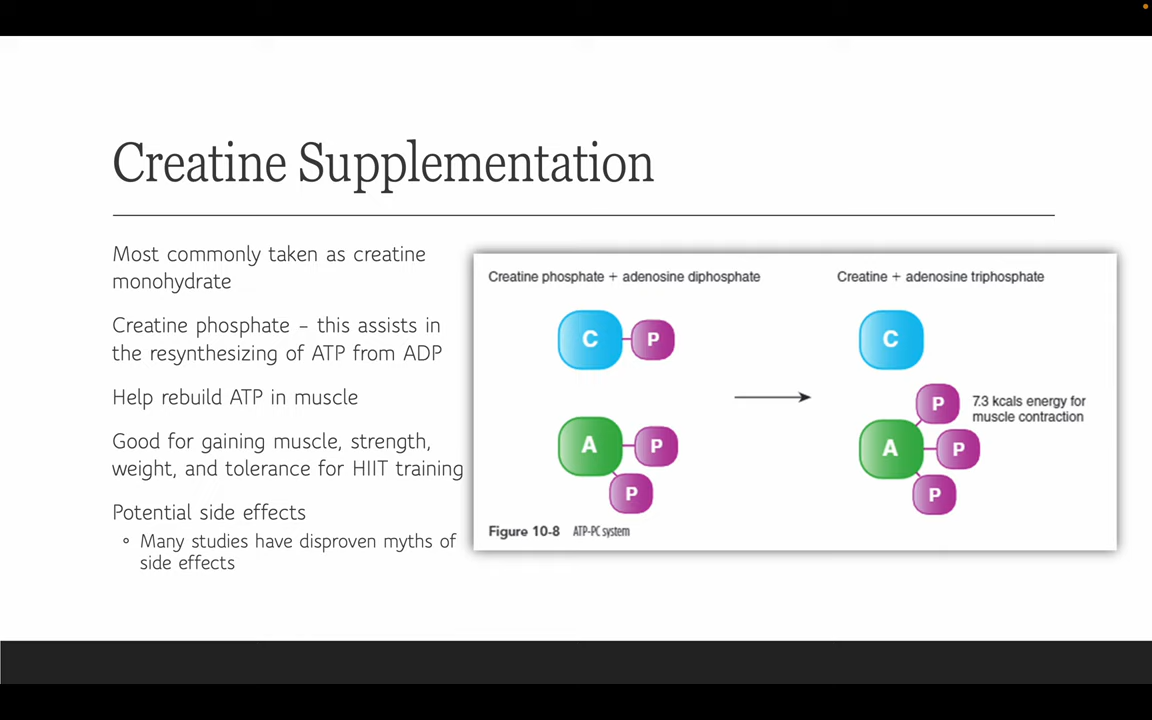 Creatine Supplementation
Most commonly taken as creatine
monohydrate
Creatine phosphate – this assists in
the resynthesizing of ATP from ADP
Help rebuild ATP in muscle
Good for gaining muscle, strength,
weight, and tolerance for HIIT training
Potential side effects
° Many studies have disproven myths of
side effects
Creatine phosphate + adenosine diphosphate
Creatine + adenosine triphosphate
C P
C
A P
P
P
A P
P
7.3 kcals energy for
muscle contraction
Figure 10-8 ATP-PC system